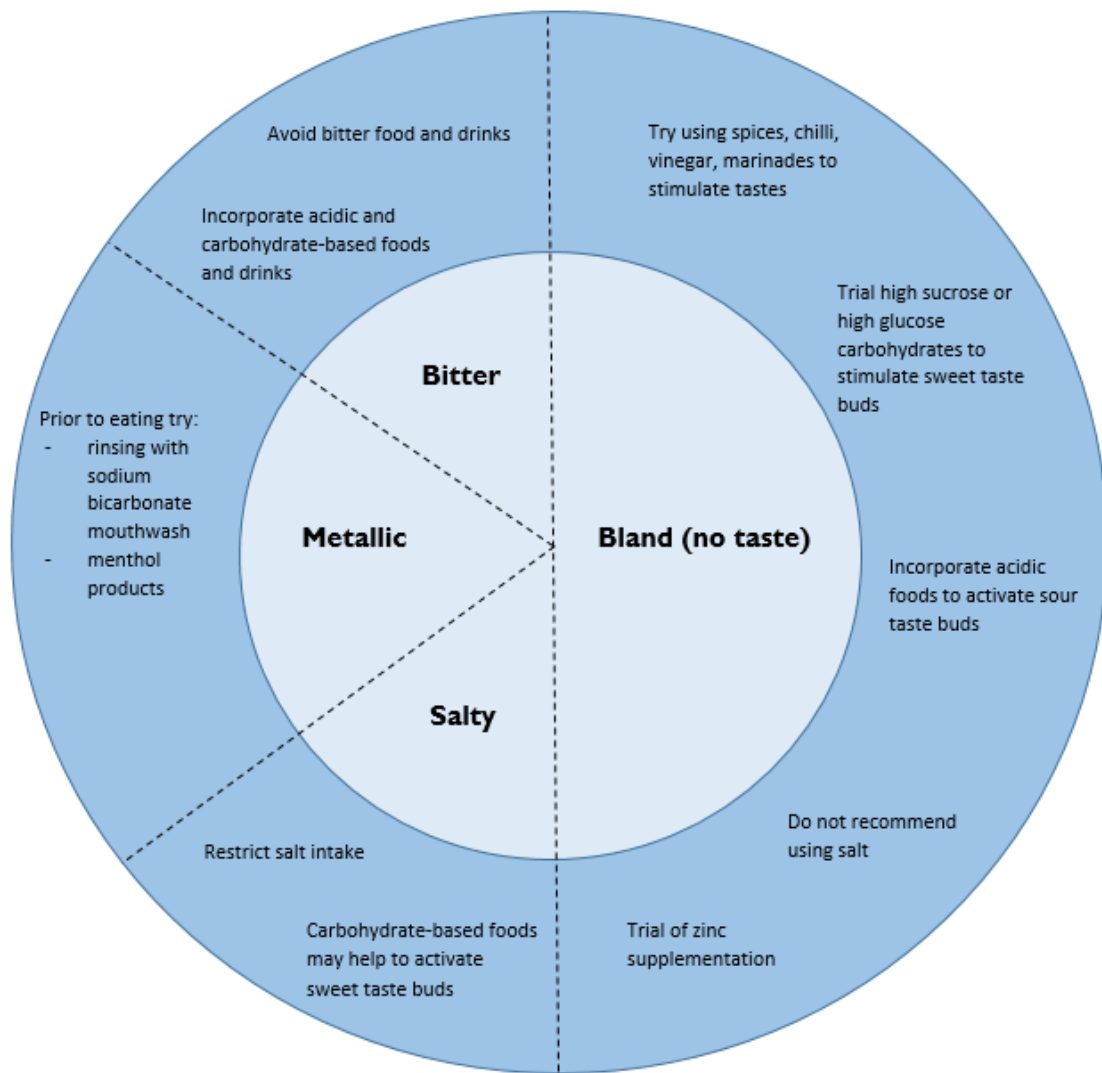 Avoid bitter food and drinks
Incorporate acidic and
carbohydrate-based foods
and drinks
Try using spices, chilli,
vinegar, marinades to
stimulate tastes
Trial high sucrose or
high glucose
carbohydrates to
stimulate sweet taste
buds
Bitter
Prior to eating try:
- rinsing with
sodium
bicarbonate
mouthwash
- menthol
products
Metallic
Bland (no taste)
Incorporate acidic
foods to activate sour
taste buds
Salty
Do not recommend
using salt
Restrict salt intake
Carbohydrate-based foods
may help to activate
sweet taste buds
Trial of zinc
supplementation